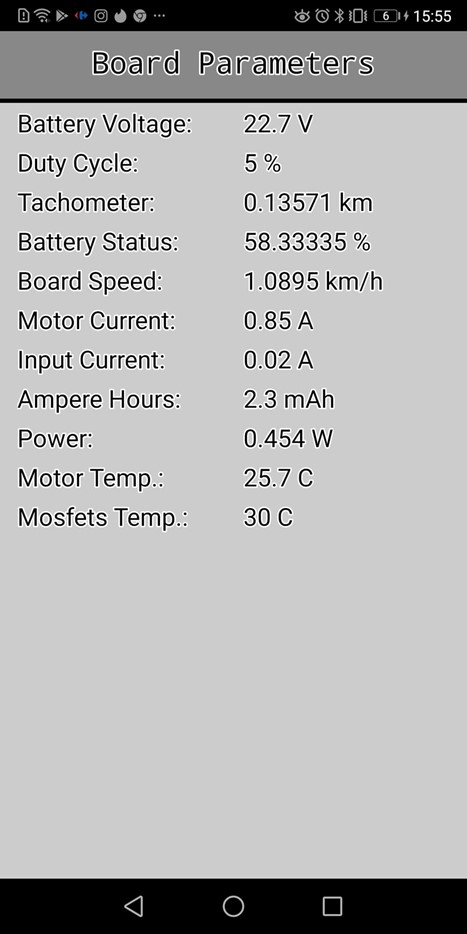 6 15:55
Board Parameters
Battery Voltage: 22.7 V
Duty Cycle: 5 %
Tachometer: 0.13571 km
Battery Status: 58.33335 %
Board Speed: 1.0895 km/h
Motor Current: 0.85 A
Input Current: 0.02 A
Ampere Hours: 2.3 mAh
Power: 0.454 W
Motor Temp.: 25.7 C
Mosfets Temp.: 30 C